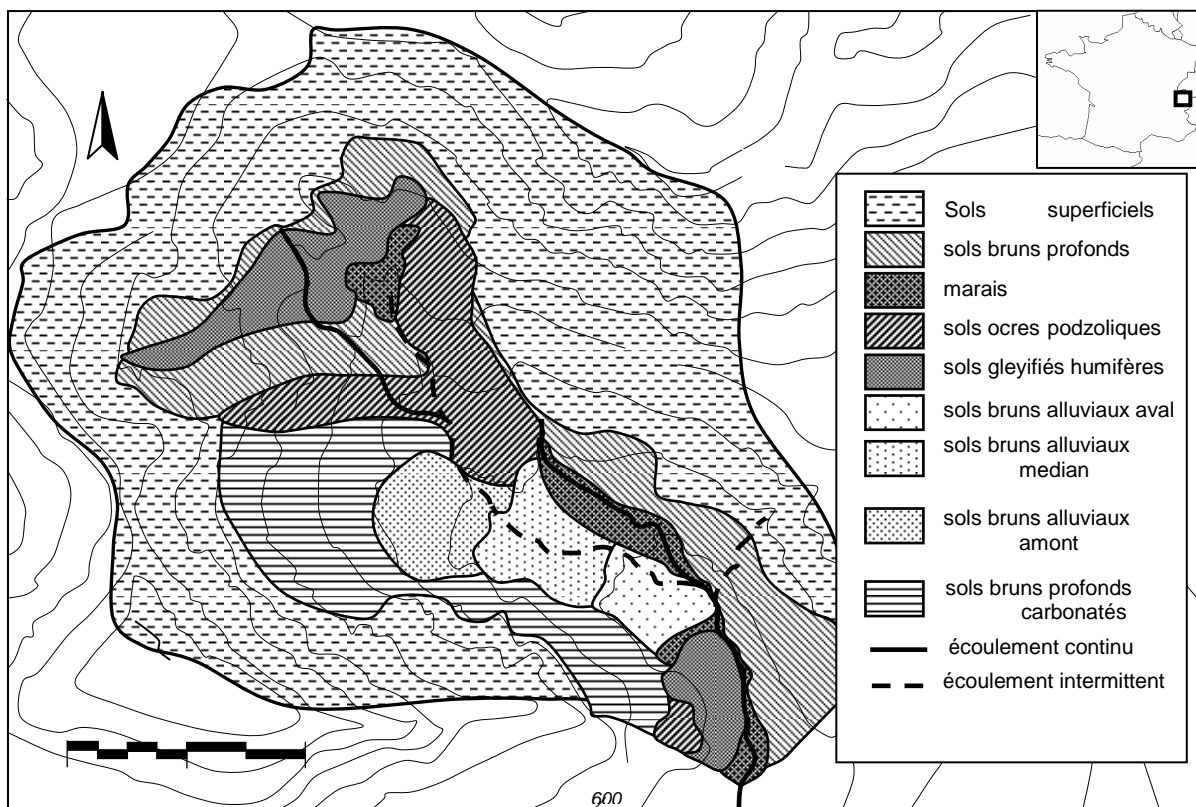 Sols superficiels
sols bruns profonds
marais
sols ocres podzoliques
sols gleyifiés humifères
sols bruns alluviaux aval
sols bruns alluviaux
median
sols bruns alluviaux
amont
sols bruns profonds
carbonatés
écoulement continu
écoulement intermittent
600